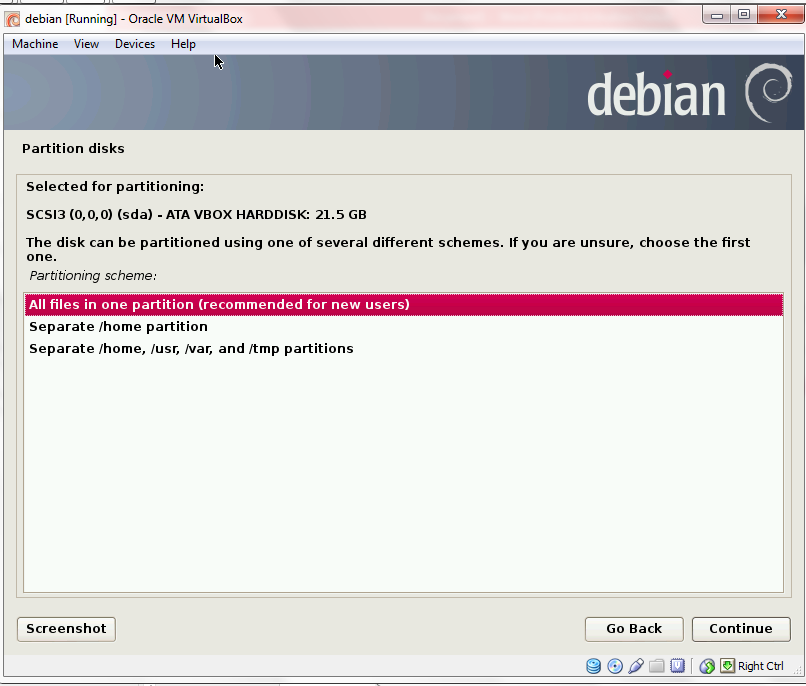 debian [Running] - Oracle VM VirtualBox
Machine View Devices Help
debian
Partition disks
Selected for partitioning:
SCSI3 (0,0,0) (sda) - ATA VBOX HARDDISK: 21.5 GB
The disk can be partitioned using one of several different schemes. If you are unsure, choose the first
one.
Partitioning scheme:
All files in one partition (recommended for new users)
Separate /home partition
Separate /home, /usr, /var, and /tmp partitions
Screenshot Go Back Continue
Right Ctrl